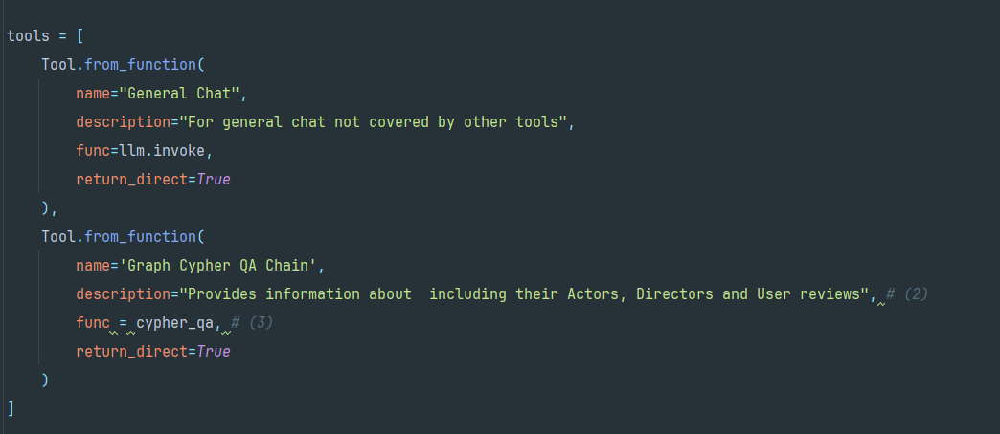 tools = [
    Tool.from_function(
        name="General Chat",
        description="For general chat not covered by other tools",
        func=llm.invoke,
        return_direct=True
    ),
    Tool.from_function(
        name='Graph Cypher QA Chain',
        description="Provides information about  including their Actors, Directors and User reviews", # (2)
        func = cypher_qa, # (3)
        return_direct=True
    )
]